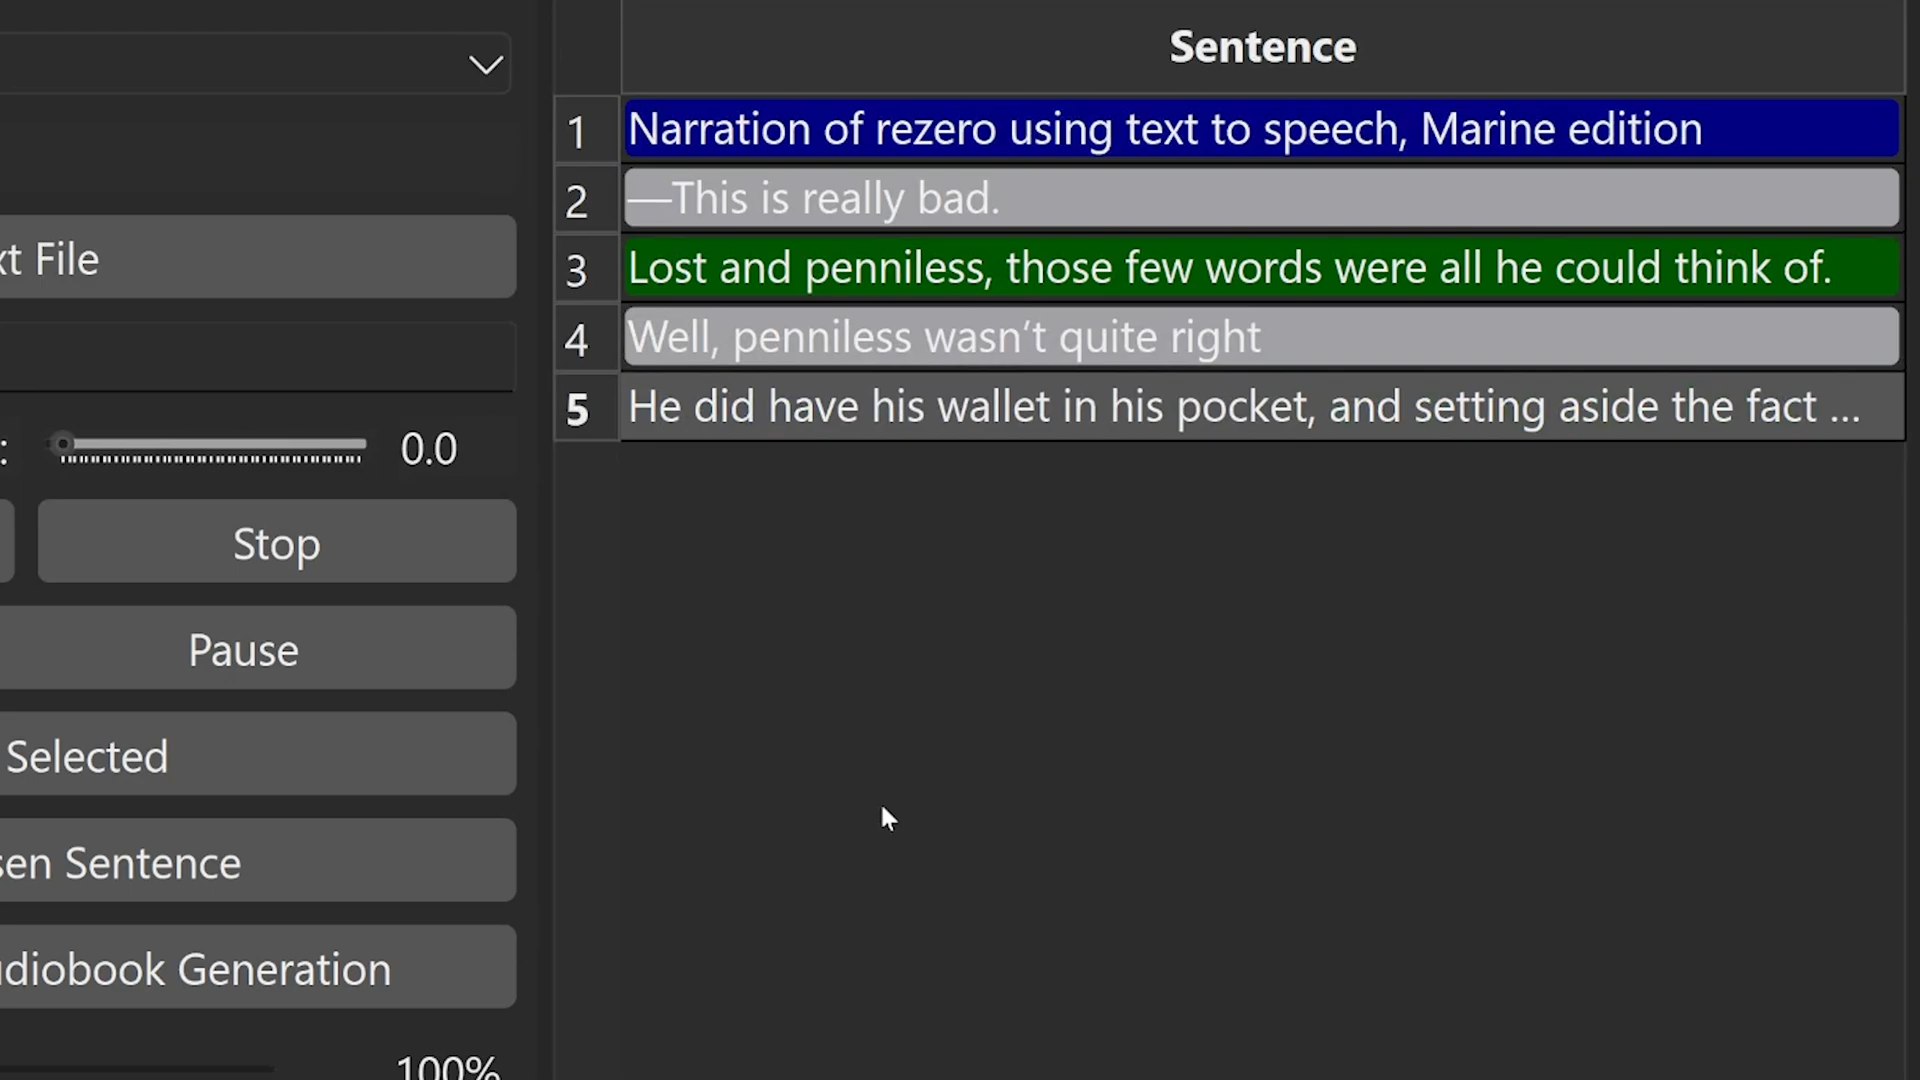 Sentence
1 Narration of rezero using text to speech, Marine edition
2 —This is really bad.
3 Lost and penniless, those few words were all he could think of.
4 Well, penniless wasn’t quite right
5 He did have his wallet in his pocket, and setting aside the fact ...
File
: 0.0
Stop
Pause
Selected
Sentence
Generation
100%